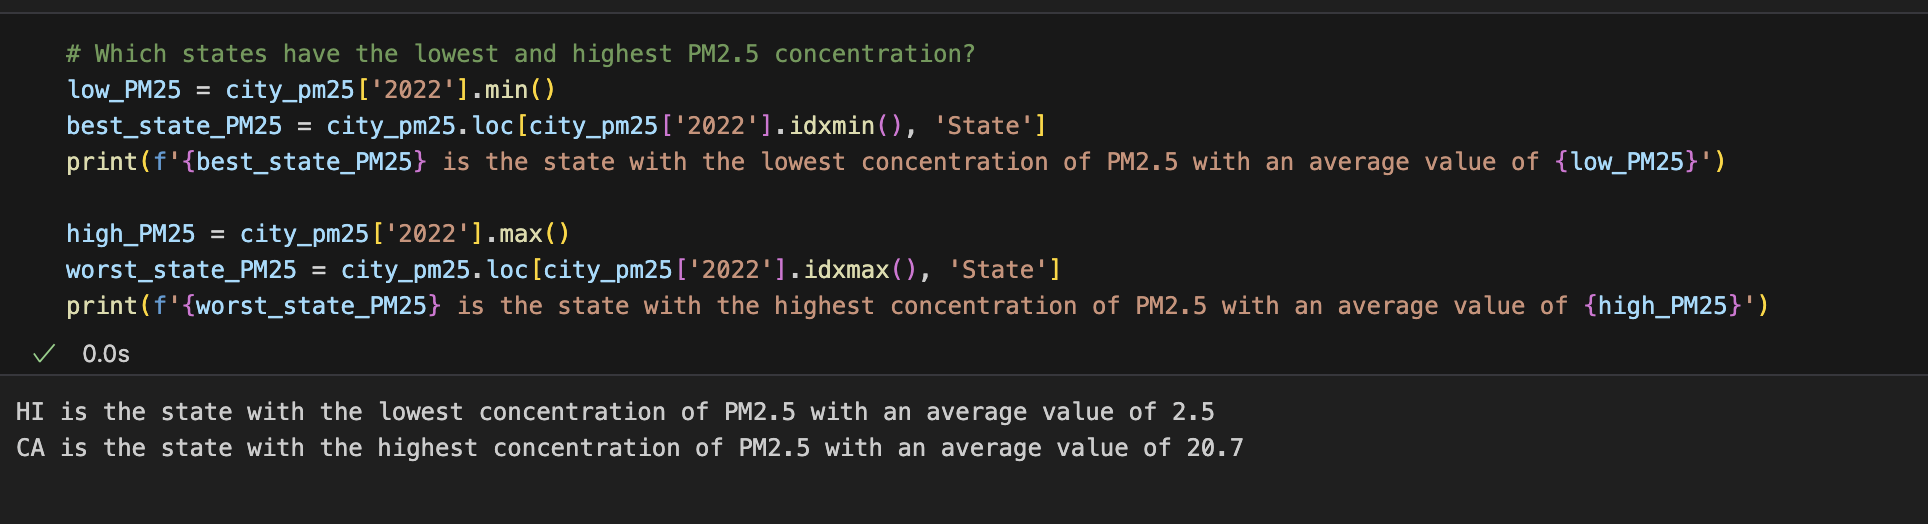 # Which states have the lowest and highest PM2.5 concentration?
low_PM25 = city_pm25['2022'].min()
best_state_PM25 = city_pm25.loc[city_pm25['2022'].idxmin(), 'State']
print(f'{best_state_PM25} is the state with the lowest concentration of PM2.5 with an average value of {low_PM25}')
high_PM25 = city_pm25['2022'].max()
worst_state_PM25 = city_pm25.loc[city_pm25['2022'].idxmax(), 'State']
print(f'{worst_state_PM25} is the state with the highest concentration of PM2.5 with an average value of {high_PM25}')
0.0s
HI is the state with the lowest concentration of PM2.5 with an average value of 2.5
CA is the state with the highest concentration of PM2.5 with an average value of 20.7